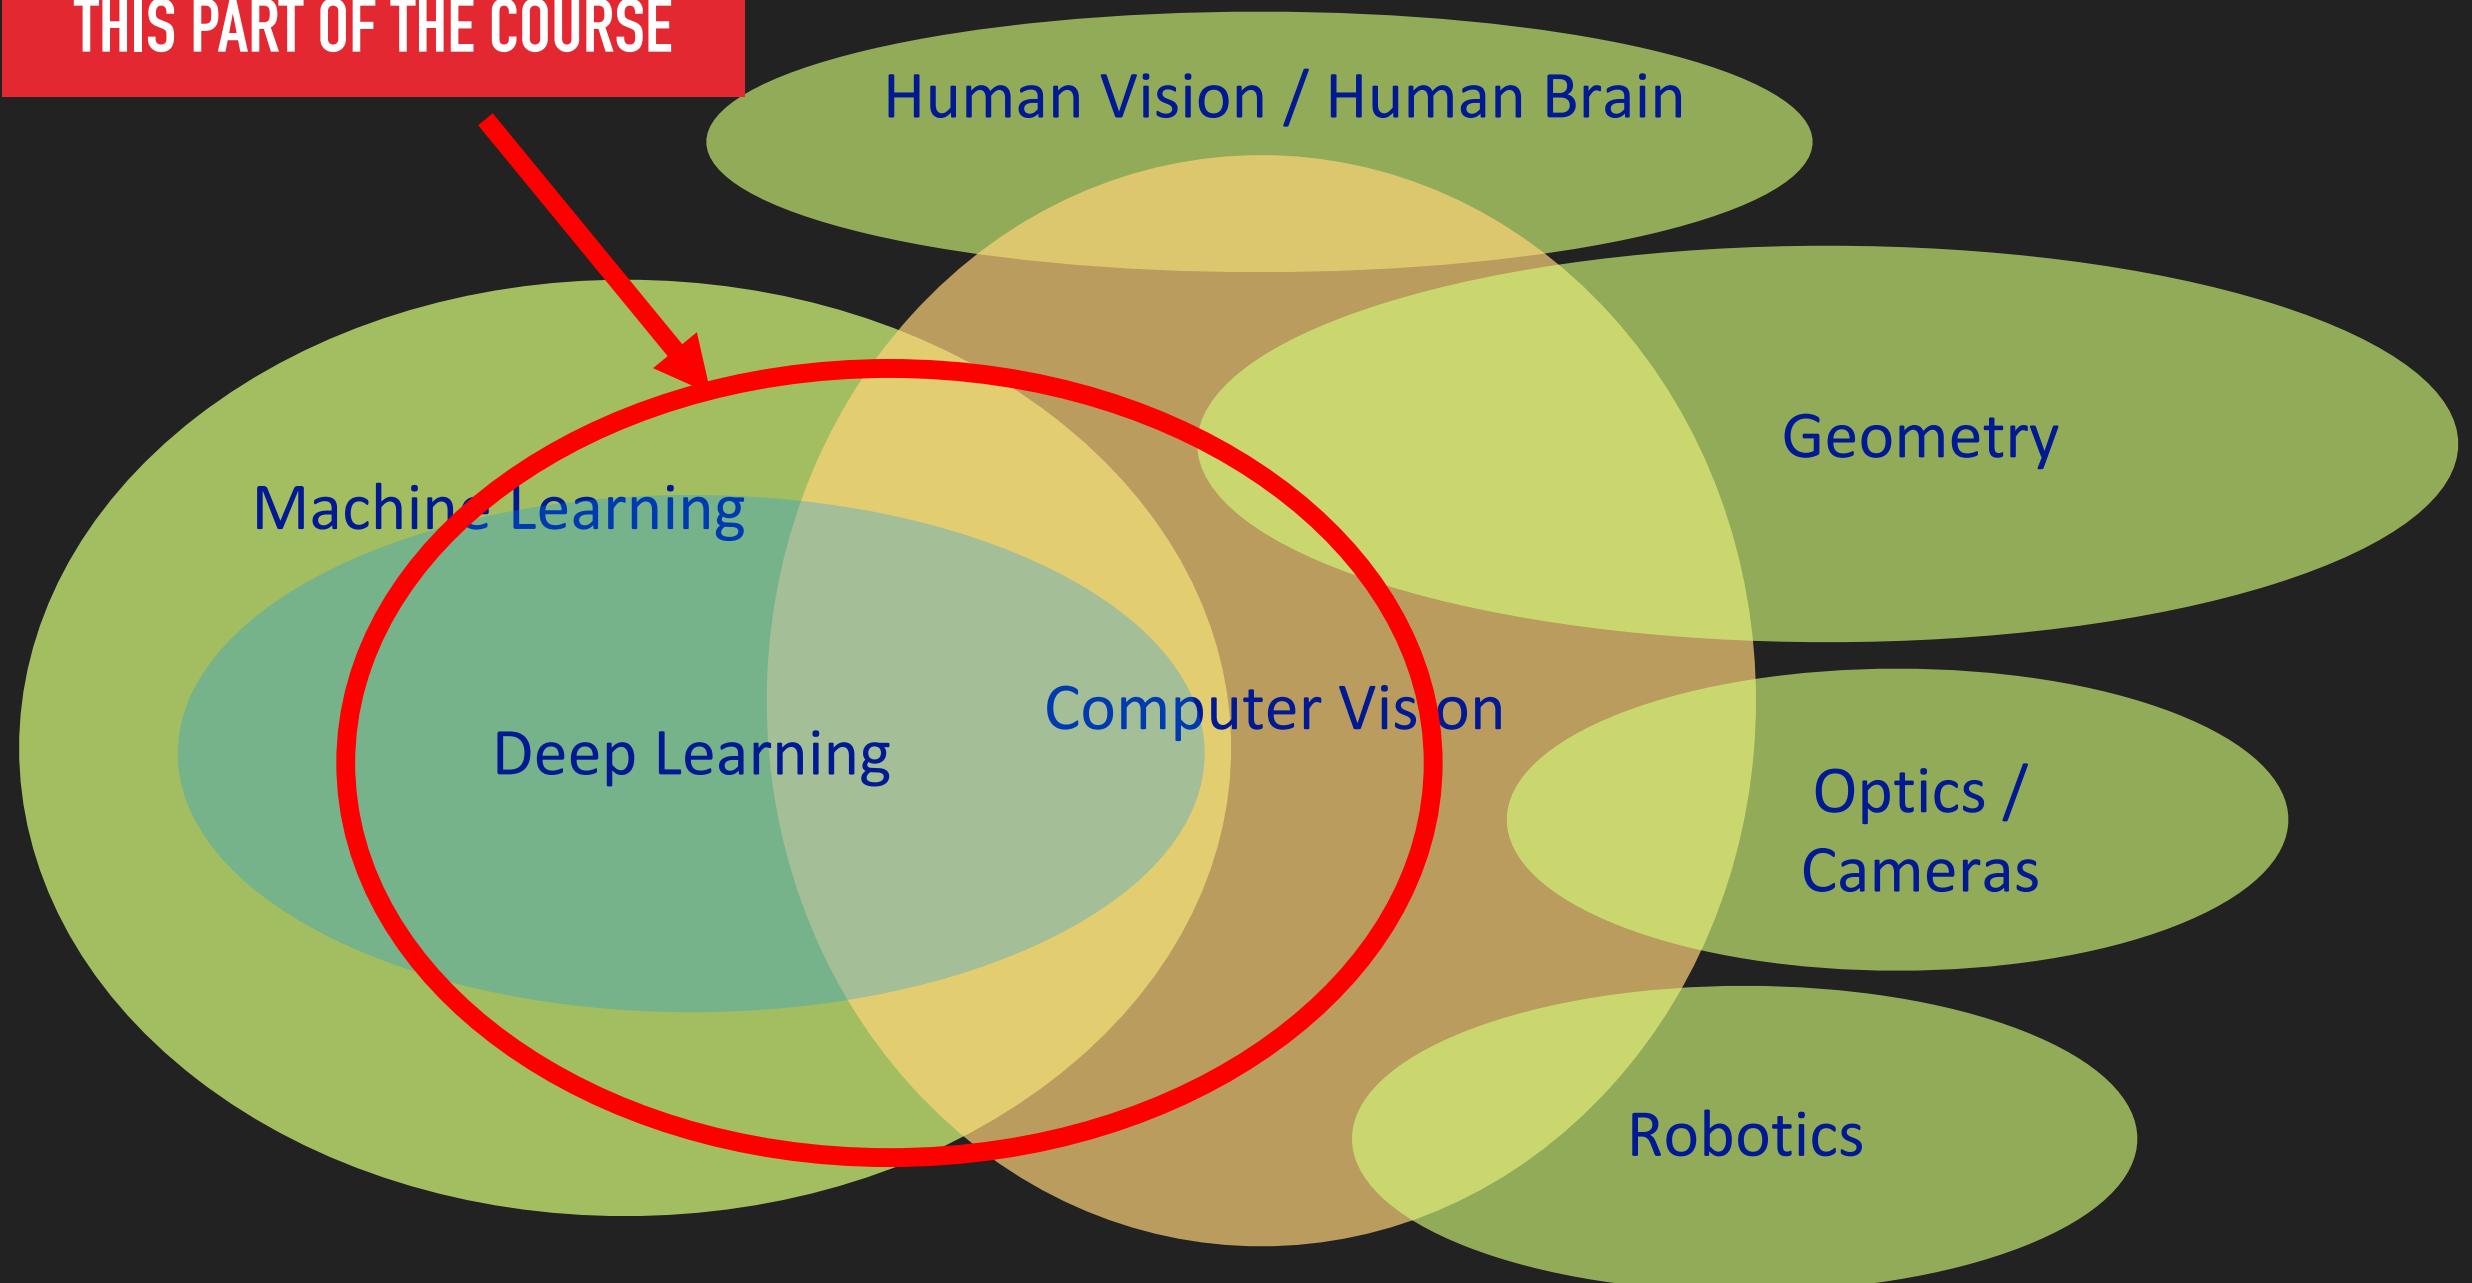 THIS PART OF THE COURSE
Human Vision / Human Brain
Geometry
Machine Learning
Computer Vision
Deep Learning
Optics /
Cameras
Robotics